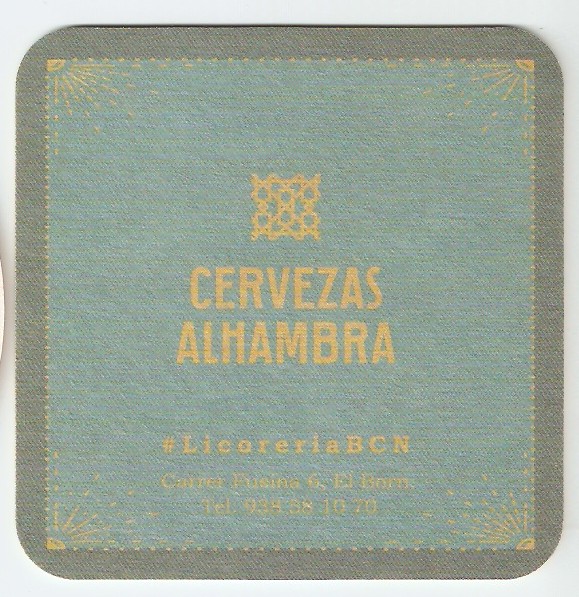 CERVEZAS
ALHAMBRA
#LicoreriaBCN
Carrer Fusina 6, El Born.
Tel. 938 58 10 70